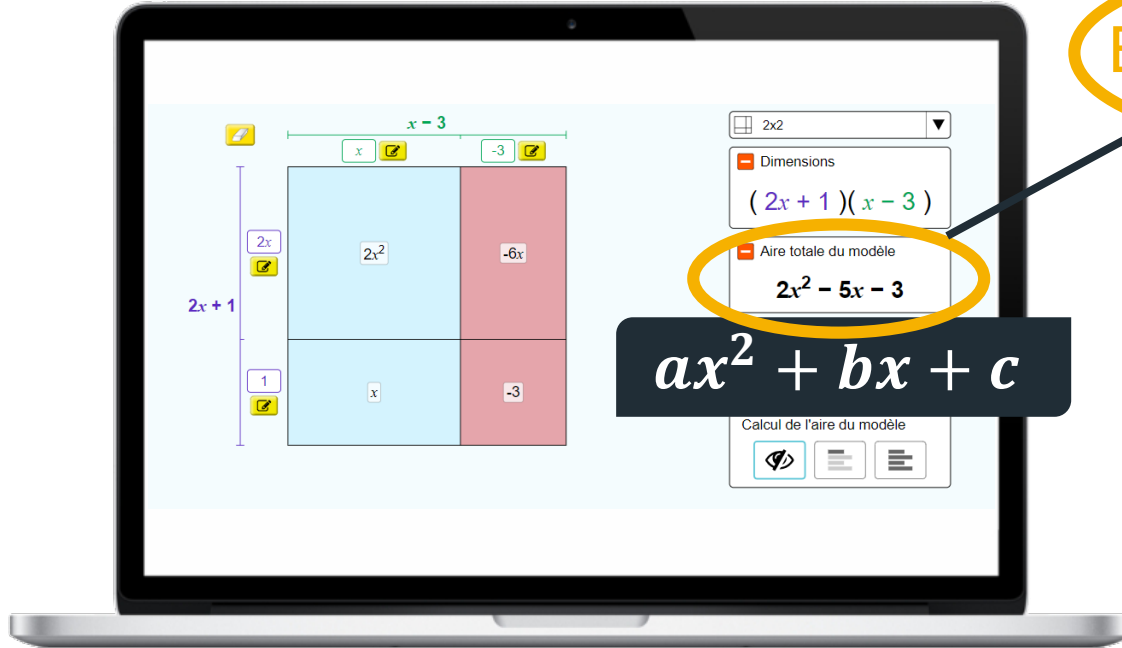 x − 3
x
-3
2x
2x²
-6x
2x + 1
1
x
-3
2x2
Dimensions
( 2x + 1 )( x − 3 )
Aire totale du modèle
2x² − 5x − 3
ax² + bx + c
Calcul de l'aire du modèle